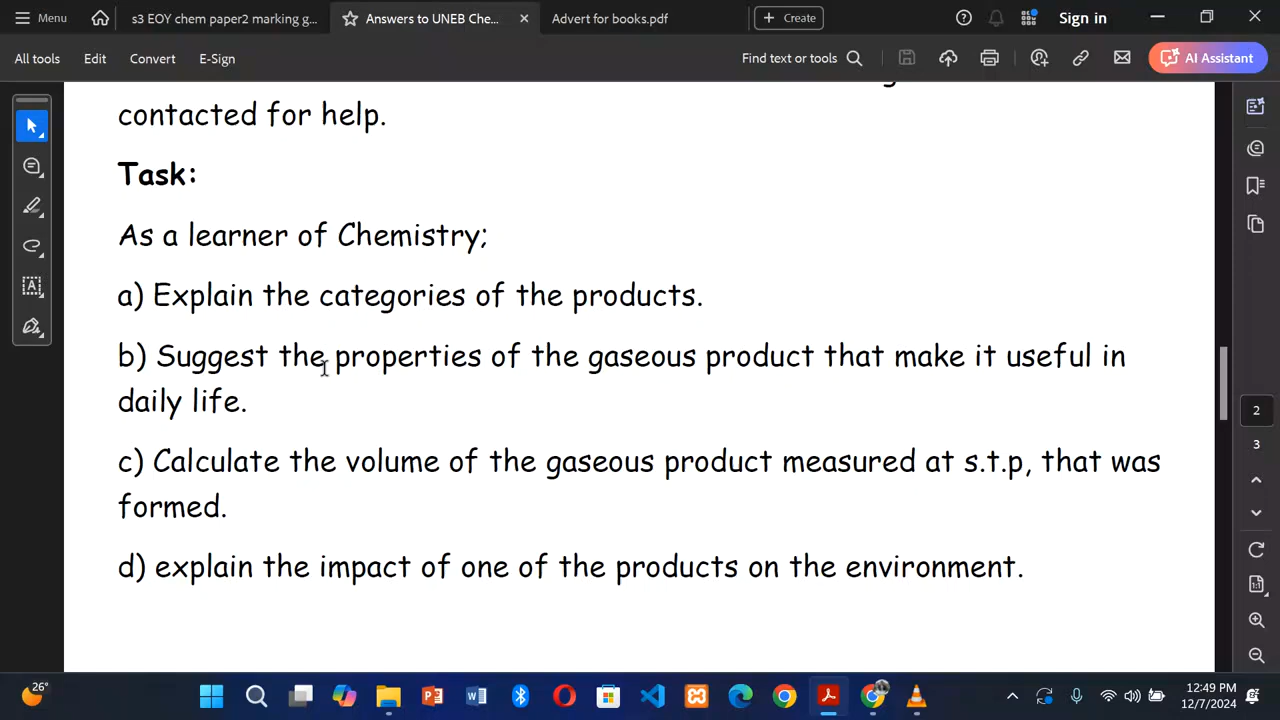 Menu
s3 EOY chem paper2 marking g...
Answers to UNEB Che...
Advert for books.pdf
Create
Sign in
All tools
Edit
Convert
E-Sign
Find text or tools
AI Assistant
contacted for help.
Task:
As a learner of Chemistry;
a) Explain the categories of the products.
b) Suggest the properties of the gaseous product that make it useful in
daily life.
c) Calculate the volume of the gaseous product measured at s.t.p, that was
formed.
d) explain the impact of one of the products on the environment.
2
3
26°
12:49 PM
12/7/2024